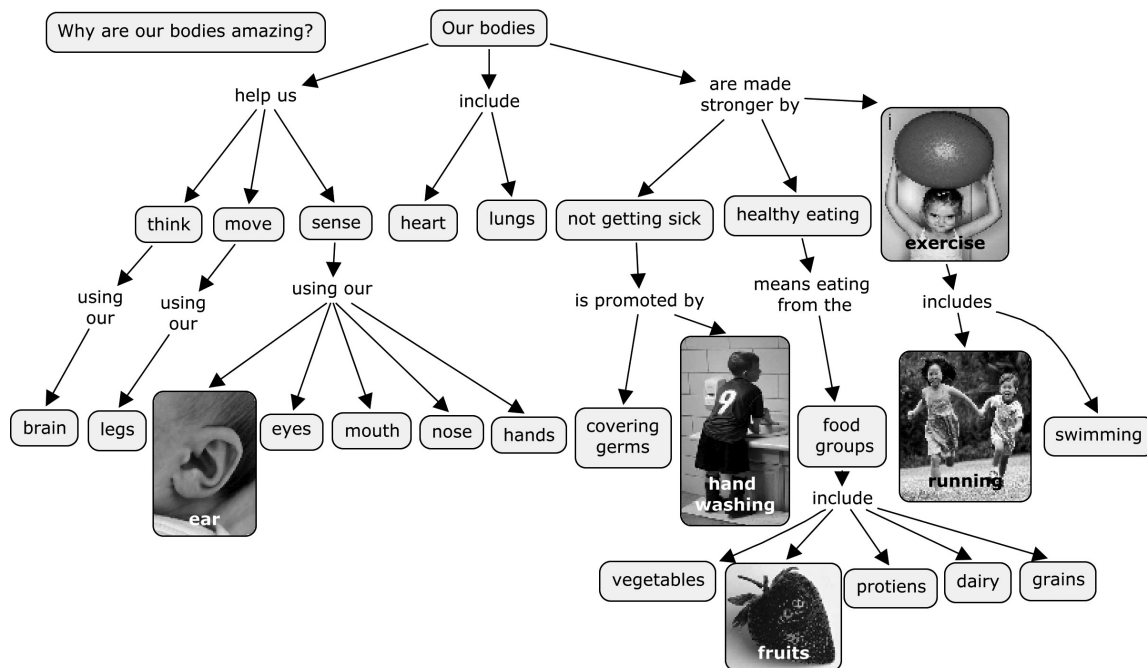 Why are our bodies amazing?
Our bodies
help us
include
are made
stronger by
i
exercise
think
move
sense
heart
lungs
not getting sick
healthy eating
using
our
using
our
using our
is promoted by
means eating
from the
includes
brain
legs
ear
eyes
mouth
nose
hands
covering
germs
9
hand
washing
food
groups
running
swimming
include
vegetables
fruits
protiens
dairy
grains